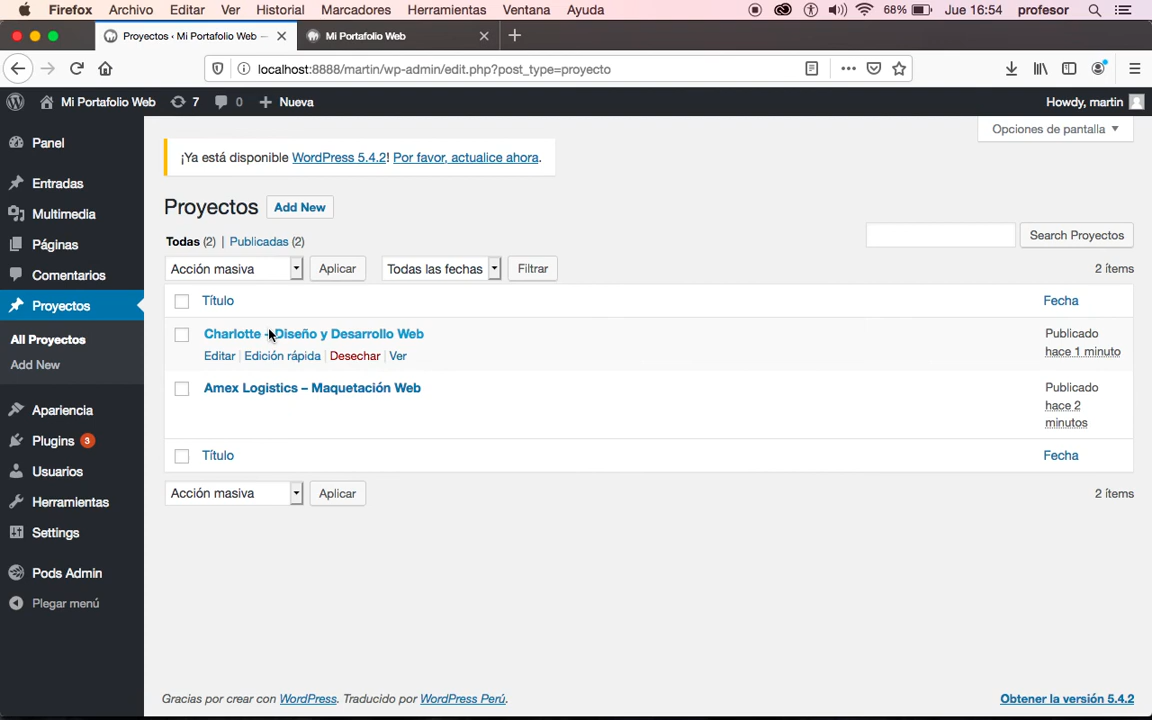 Firefox Archivo Editar Ver Historial Marcadores Herramientas Ventana Ayuda 68% Jue 16:54 profesor
Proyectos ‹ Mi Portafolio Web — Mi Portafolio Web
localhost:8888/martin/wp-admin/edit.php?post_type=proyecto
Mi Portafolio Web 7 0 Nueva Howdy, martin
Opciones de pantalla
Panel
Entradas
Multimedia
Páginas
Comentarios
Proyectos
All Proyectos
Add New
Apariencia
Plugins 3
Usuarios
Herramientas
Settings
Pods Admin
Plegar menú
¡Ya está disponible WordPress 5.4.2! Por favor, actualice ahora.
Proyectos Add New
Todas (2) | Publicadas (2)
Search Proyectos
Acción masiva Aplicar Todas las fechas Filtrar 2 ítems
Título Fecha
Charlotte – Diseño y Desarrollo Web Publicado
Editar | Edición rápida | Desechar | Ver hace 1 minuto
Amex Logistics – Maquetación Web Publicado
hace 2
minutos
Título Fecha
Acción masiva Aplicar 2 ítems
Gracias por crear con WordPress. Traducido por WordPress Perú. Obtener la versión 5.4.2